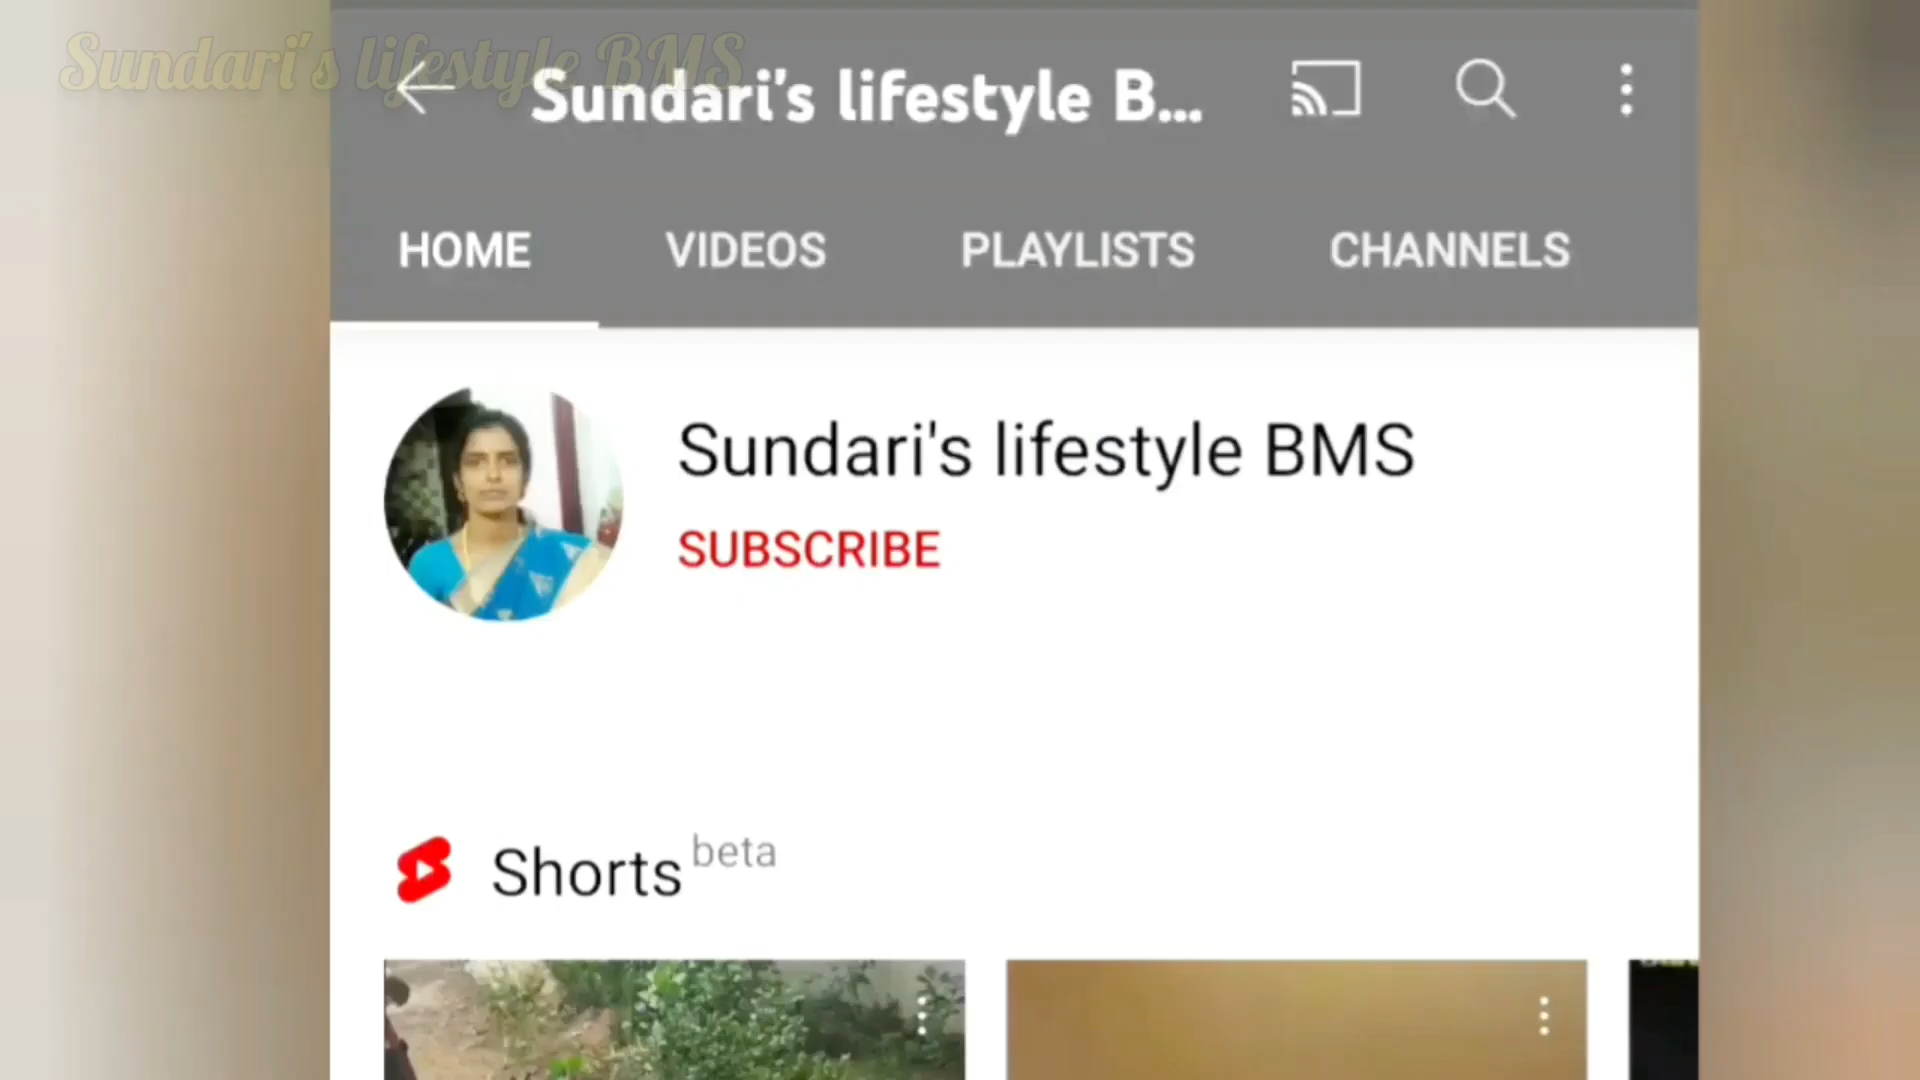 Sundari's lifestyle BMS
Sundari's lifestyle B...
HOME VIDEOS PLAYLISTS CHANNELS
Sundari's lifestyle BMS
SUBSCRIBE
Shorts beta